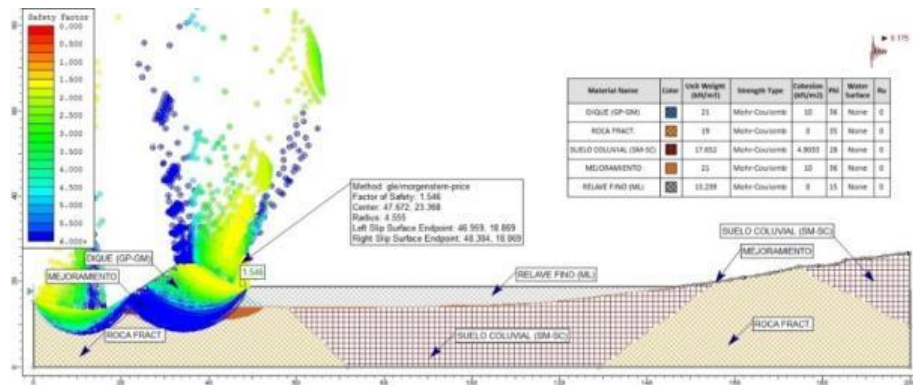 Safety Factor
0.000
0.500
1.000
1.500
2.000
2.500
3.000
3.500
4.000
4.500
5.000
5.500
6.000+
0.175
Material Name Color Unit Weight (kN/m3) Strength Type Cohesion (kN/m2) Phi Water Surface Ru
DIQUE (GP-GM) 21 Mohr-Coulomb 10 36 None 0
ROCA FRACT. 19 Mohr-Coulomb 0 35 None 0
SUELO COLUVIAL (SM-SC) 17.652 Mohr-Coulomb 4.9033 28 None 0
MEJORAMIENTO 21 Mohr-Coulomb 10 36 None 0
RELAVE FINO (ML) 13.239 Mohr-Coulomb 0 15 None 0
Method: gle/morgenstern-price
Factor of Safety: 1.546
Center: 47.672, 23.368
Radius: 4.555
Left Slip Surface Endpoint: 46.959, 18.869
Right Slip Surface Endpoint: 48.384, 18.869
SUELO COLUVIAL (SM-SC)
MEJORAMIENTO
DIQUE (GP-GM)
1.546
MEJORAMIENTO
RELAVE FINO (ML)
ROCA FRACT.
SUELO COLUVIAL (SM-SC)
ROCA FRACT.